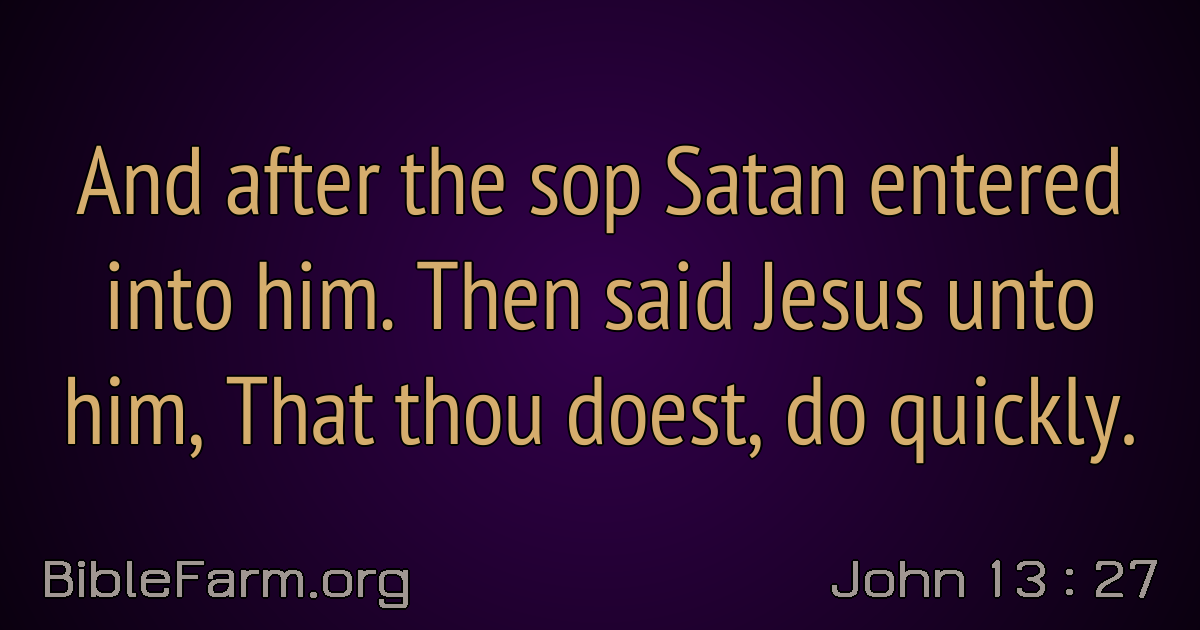 And after the sop Satan entered
into him. Then said Jesus unto
him, That thou doest, do quickly.
BibleFarm.org
John 13 : 27